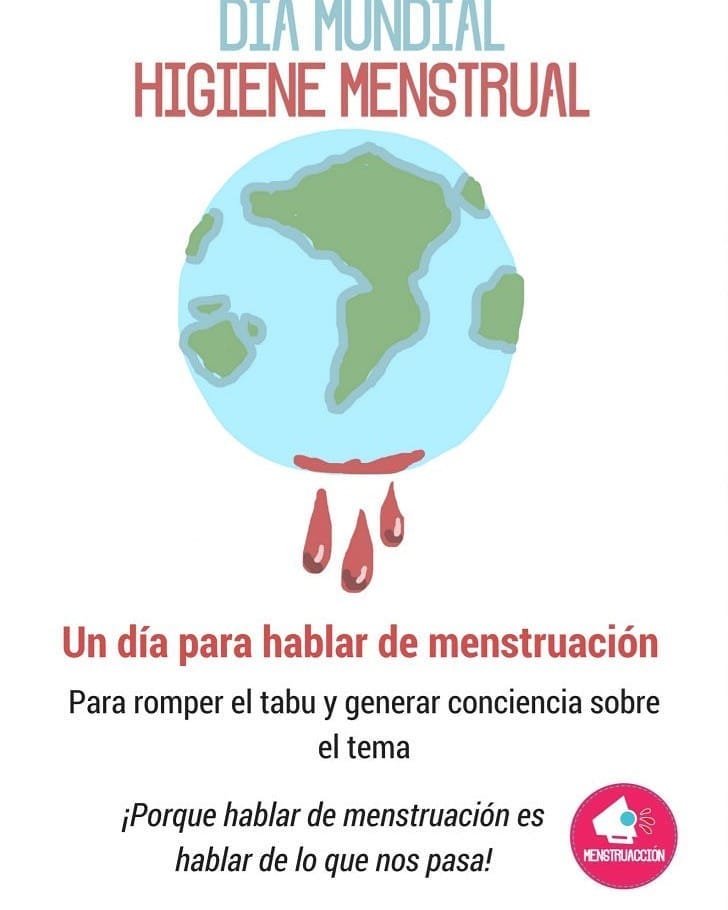 DIA MUNDIAL
HIGIENE MENSTRUAL
Un día para hablar de menstruación
Para romper el tabu y generar conciencia sobre
el tema
¡Porque hablar de menstruación es
hablar de lo que nos pasa!
MENSTRUACCIÓN